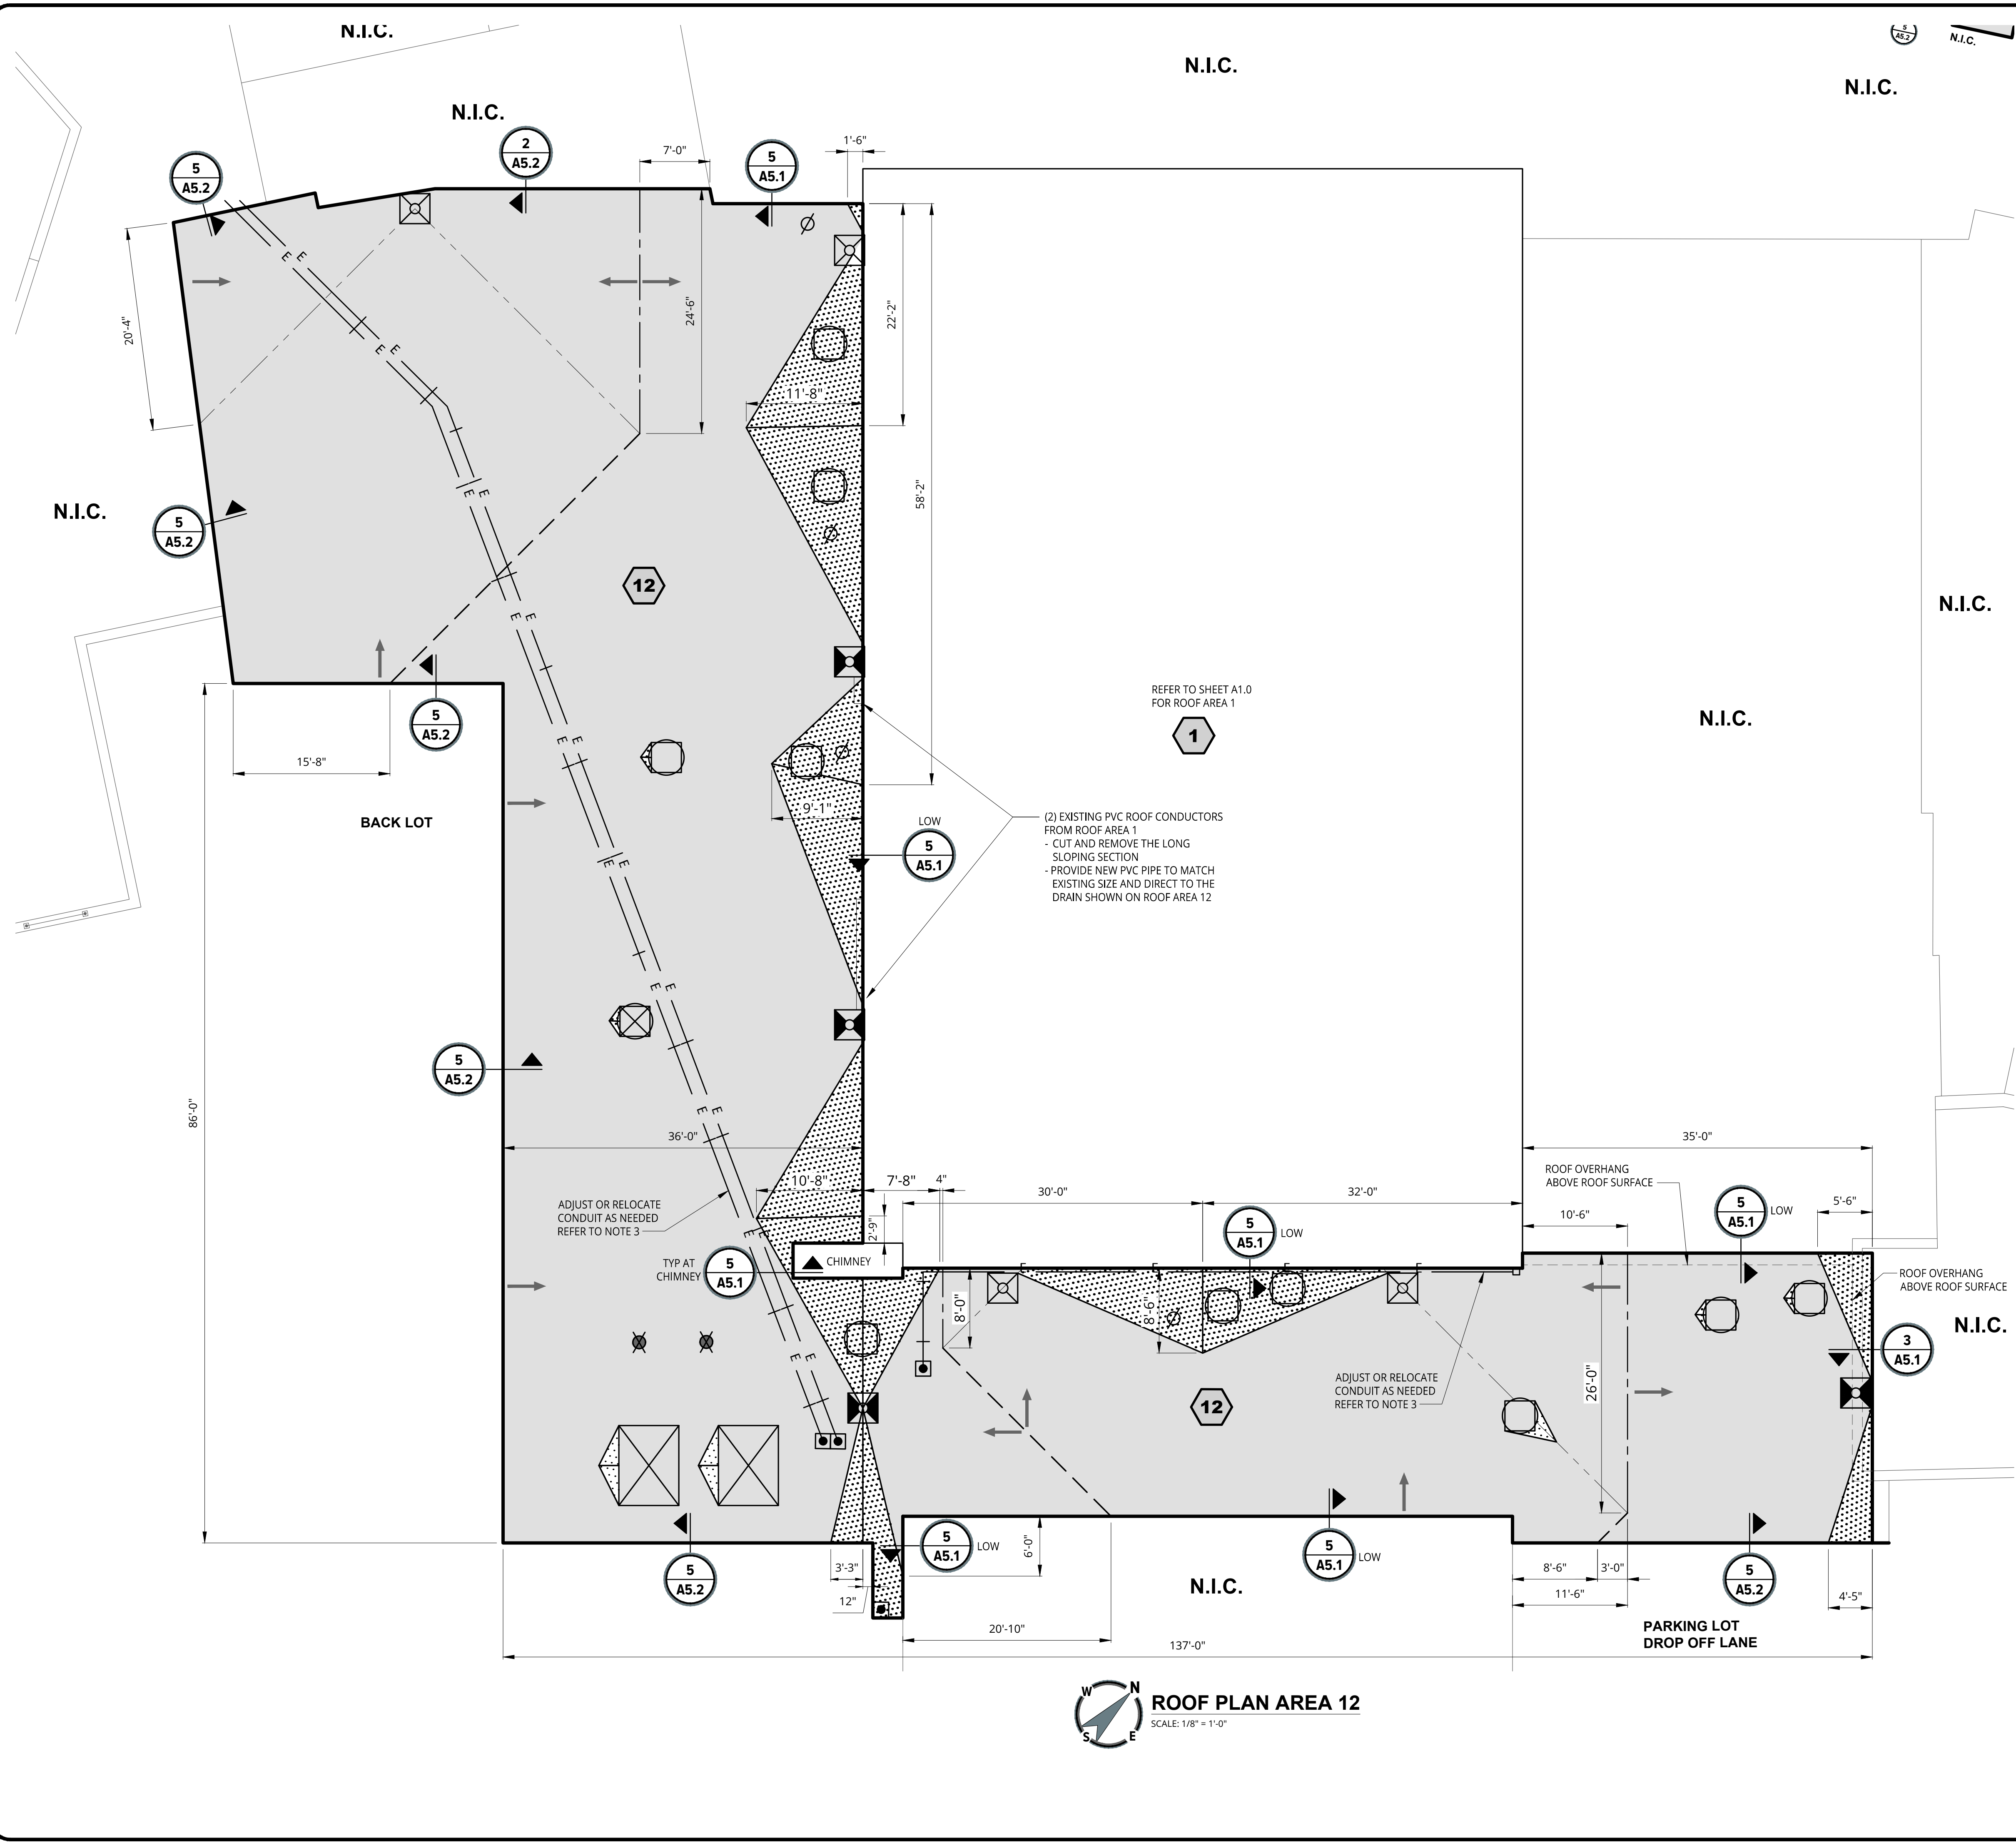 N.I.C.
N.I.C.
N.I.C.
N.I.C.
5
A5.2
N.I.C.
5
A5.2
2
A5.2
7'-0"
5
A5.1
1'-6"
20'-4"
24'-6"
22'-2"
11'-8"
58'-2"
N.I.C.
5
A5.2
12
N.I.C.
5
A5.2
15'-8"
BACK LOT
REFER TO SHEET A1.0
FOR ROOF AREA 1
1
N.I.C.
9'-1"
LOW
5
A5.1
(2) EXISTING PVC ROOF CONDUCTORS
FROM ROOF AREA 1
- CUT AND REMOVE THE LONG
SLOPING SECTION
- PROVIDE NEW PVC PIPE TO MATCH
EXISTING SIZE AND DIRECT TO THE
DRAIN SHOWN ON ROOF AREA 12
5
A5.2
86'-0"
36'-0"
35'-0"
10'-8"
7'-8"
4"
30'-0"
32'-0"
2'-9"
ROOF OVERHANG
ABOVE ROOF SURFACE
10'-6"
5
A5.1
LOW
5'-6"
ADJUST OR RELOCATE
CONDUIT AS NEEDED
REFER TO NOTE 3
5
A5.1
LOW
TYP AT
CHIMNEY
5
A5.1
CHIMNEY
ROOF OVERHANG
ABOVE ROOF SURFACE
8'-0"
8'-6"
N.I.C.
3
A5.1
ADJUST OR RELOCATE
CONDUIT AS NEEDED
REFER TO NOTE 3
26'-0"
12
E E
E E
E E
E E
E E
E E
E E
E E
E E
E E
E E E E
5
A5.2
3'-3"
12"
5
A5.1
LOW
6'-0"
5
A5.1
LOW
N.I.C.
8'-6"
3'-0"
11'-6"
5
A5.2
4'-5"
20'-10"
PARKING LOT
DROP OFF LANE
137'-0"
W
N
S
E
ROOF PLAN AREA 12
SCALE: 1/8" = 1'-0"